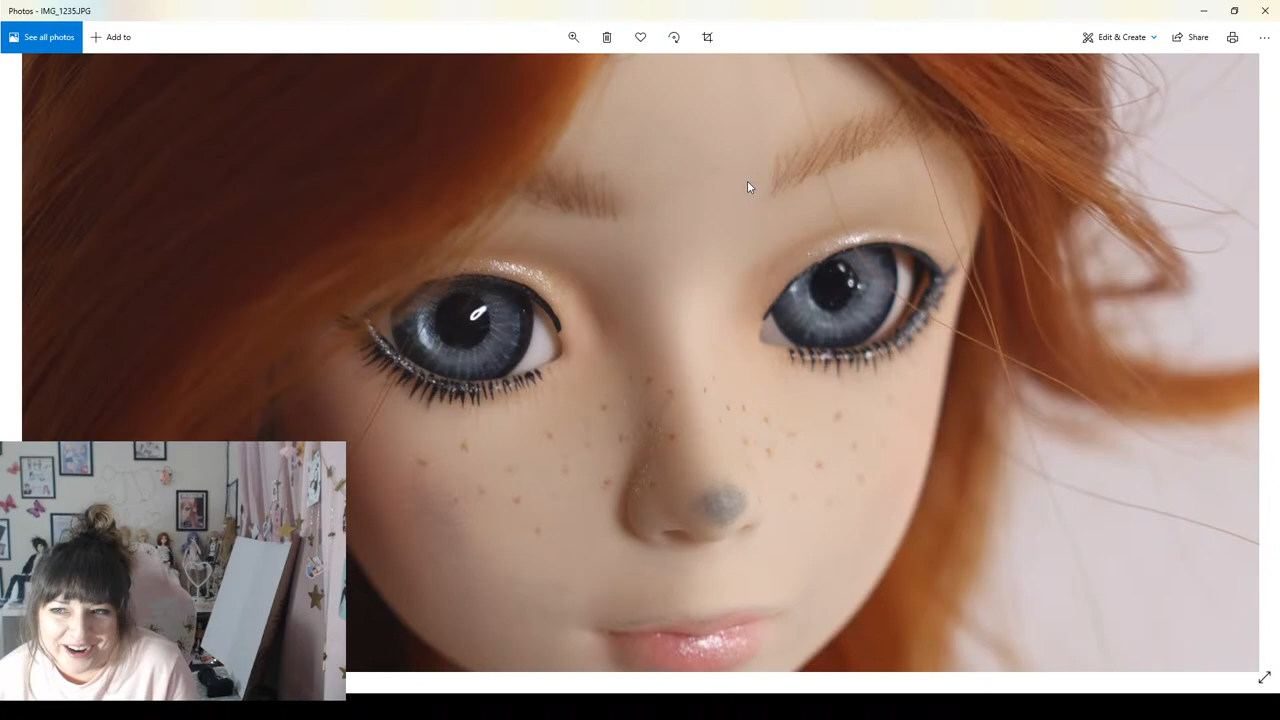 Photos - IMG_1235.JPG
See all photos
Add to
Edit & Create
Share